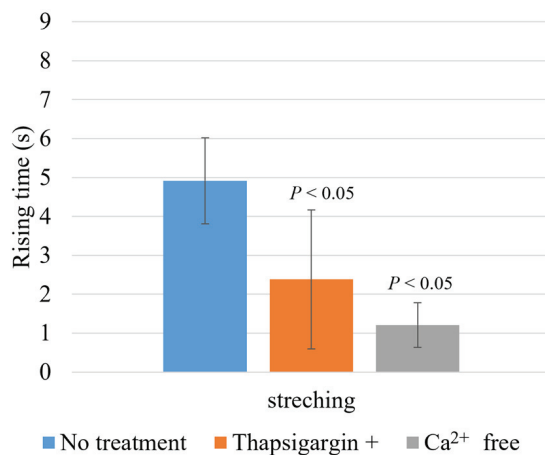 9
8
7
6
5
4
3
2
1
0
Rising time (s)
P < 0.05
P < 0.05
streching
No treatment Thapsigargin + Ca²⁺ free